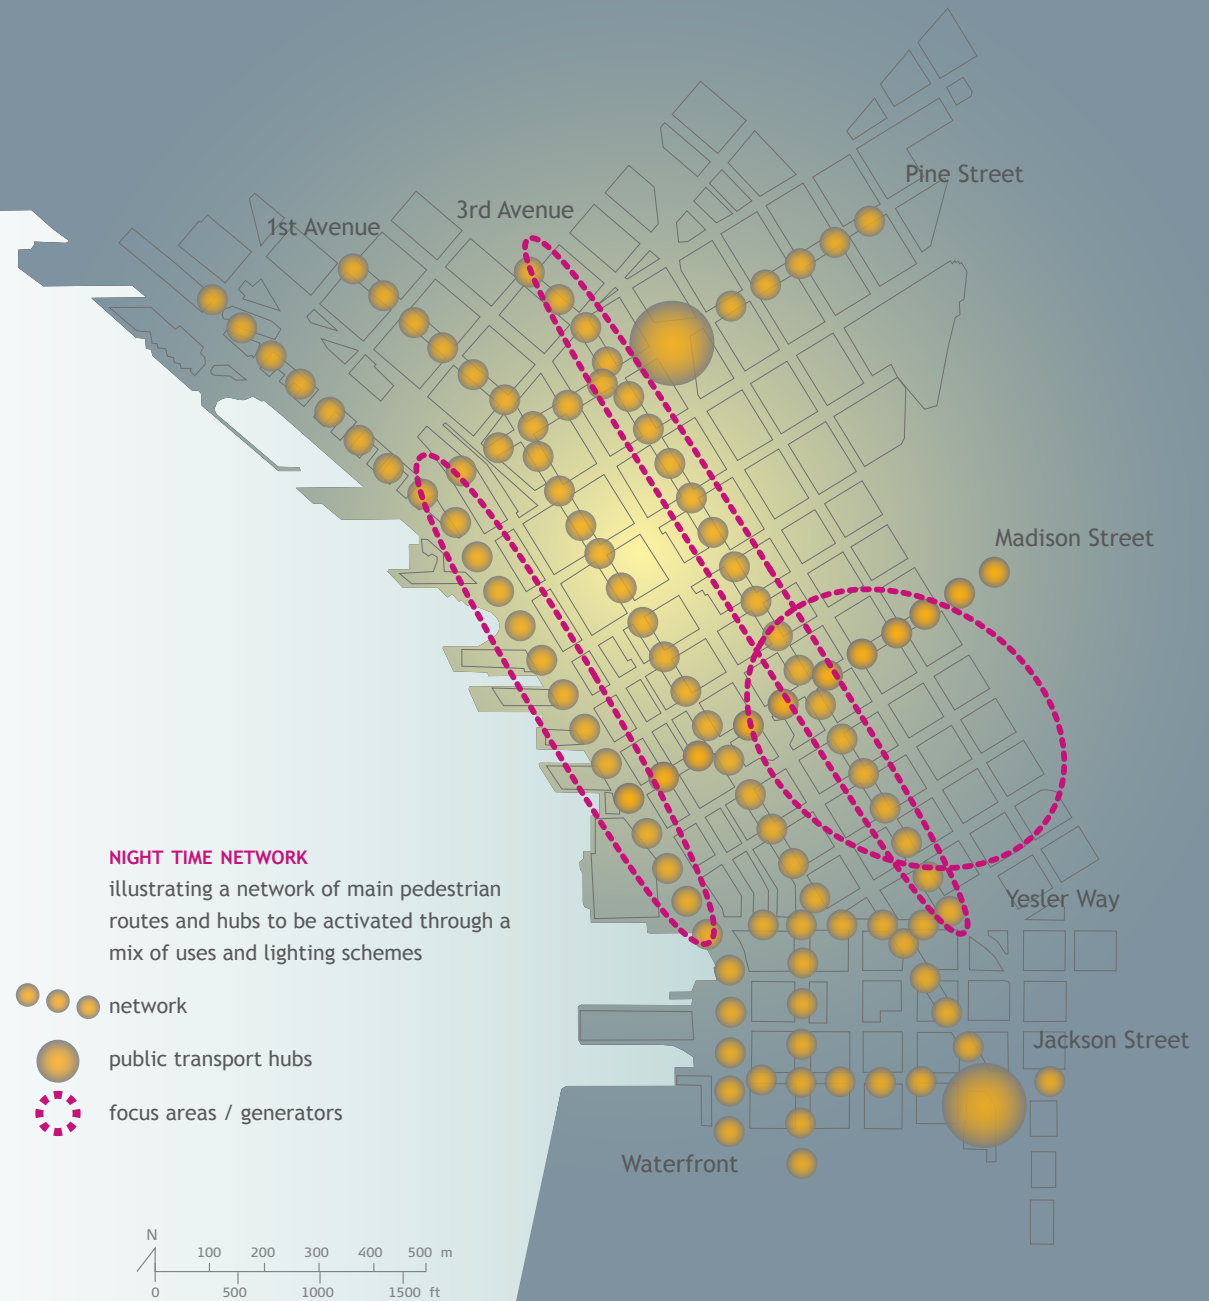 Pine Street
3rd Avenue
1st Avenue
Madison Street
NIGHT TIME NETWORK
illustrating a network of main pedestrian
routes and hubs to be activated through a
mix of uses and lighting schemes
Yesler Way
network
Jackson Street
public transport hubs
focus areas / generators
Waterfront
N
100 200 300 400 500 m
0 500 1000 1500 ft